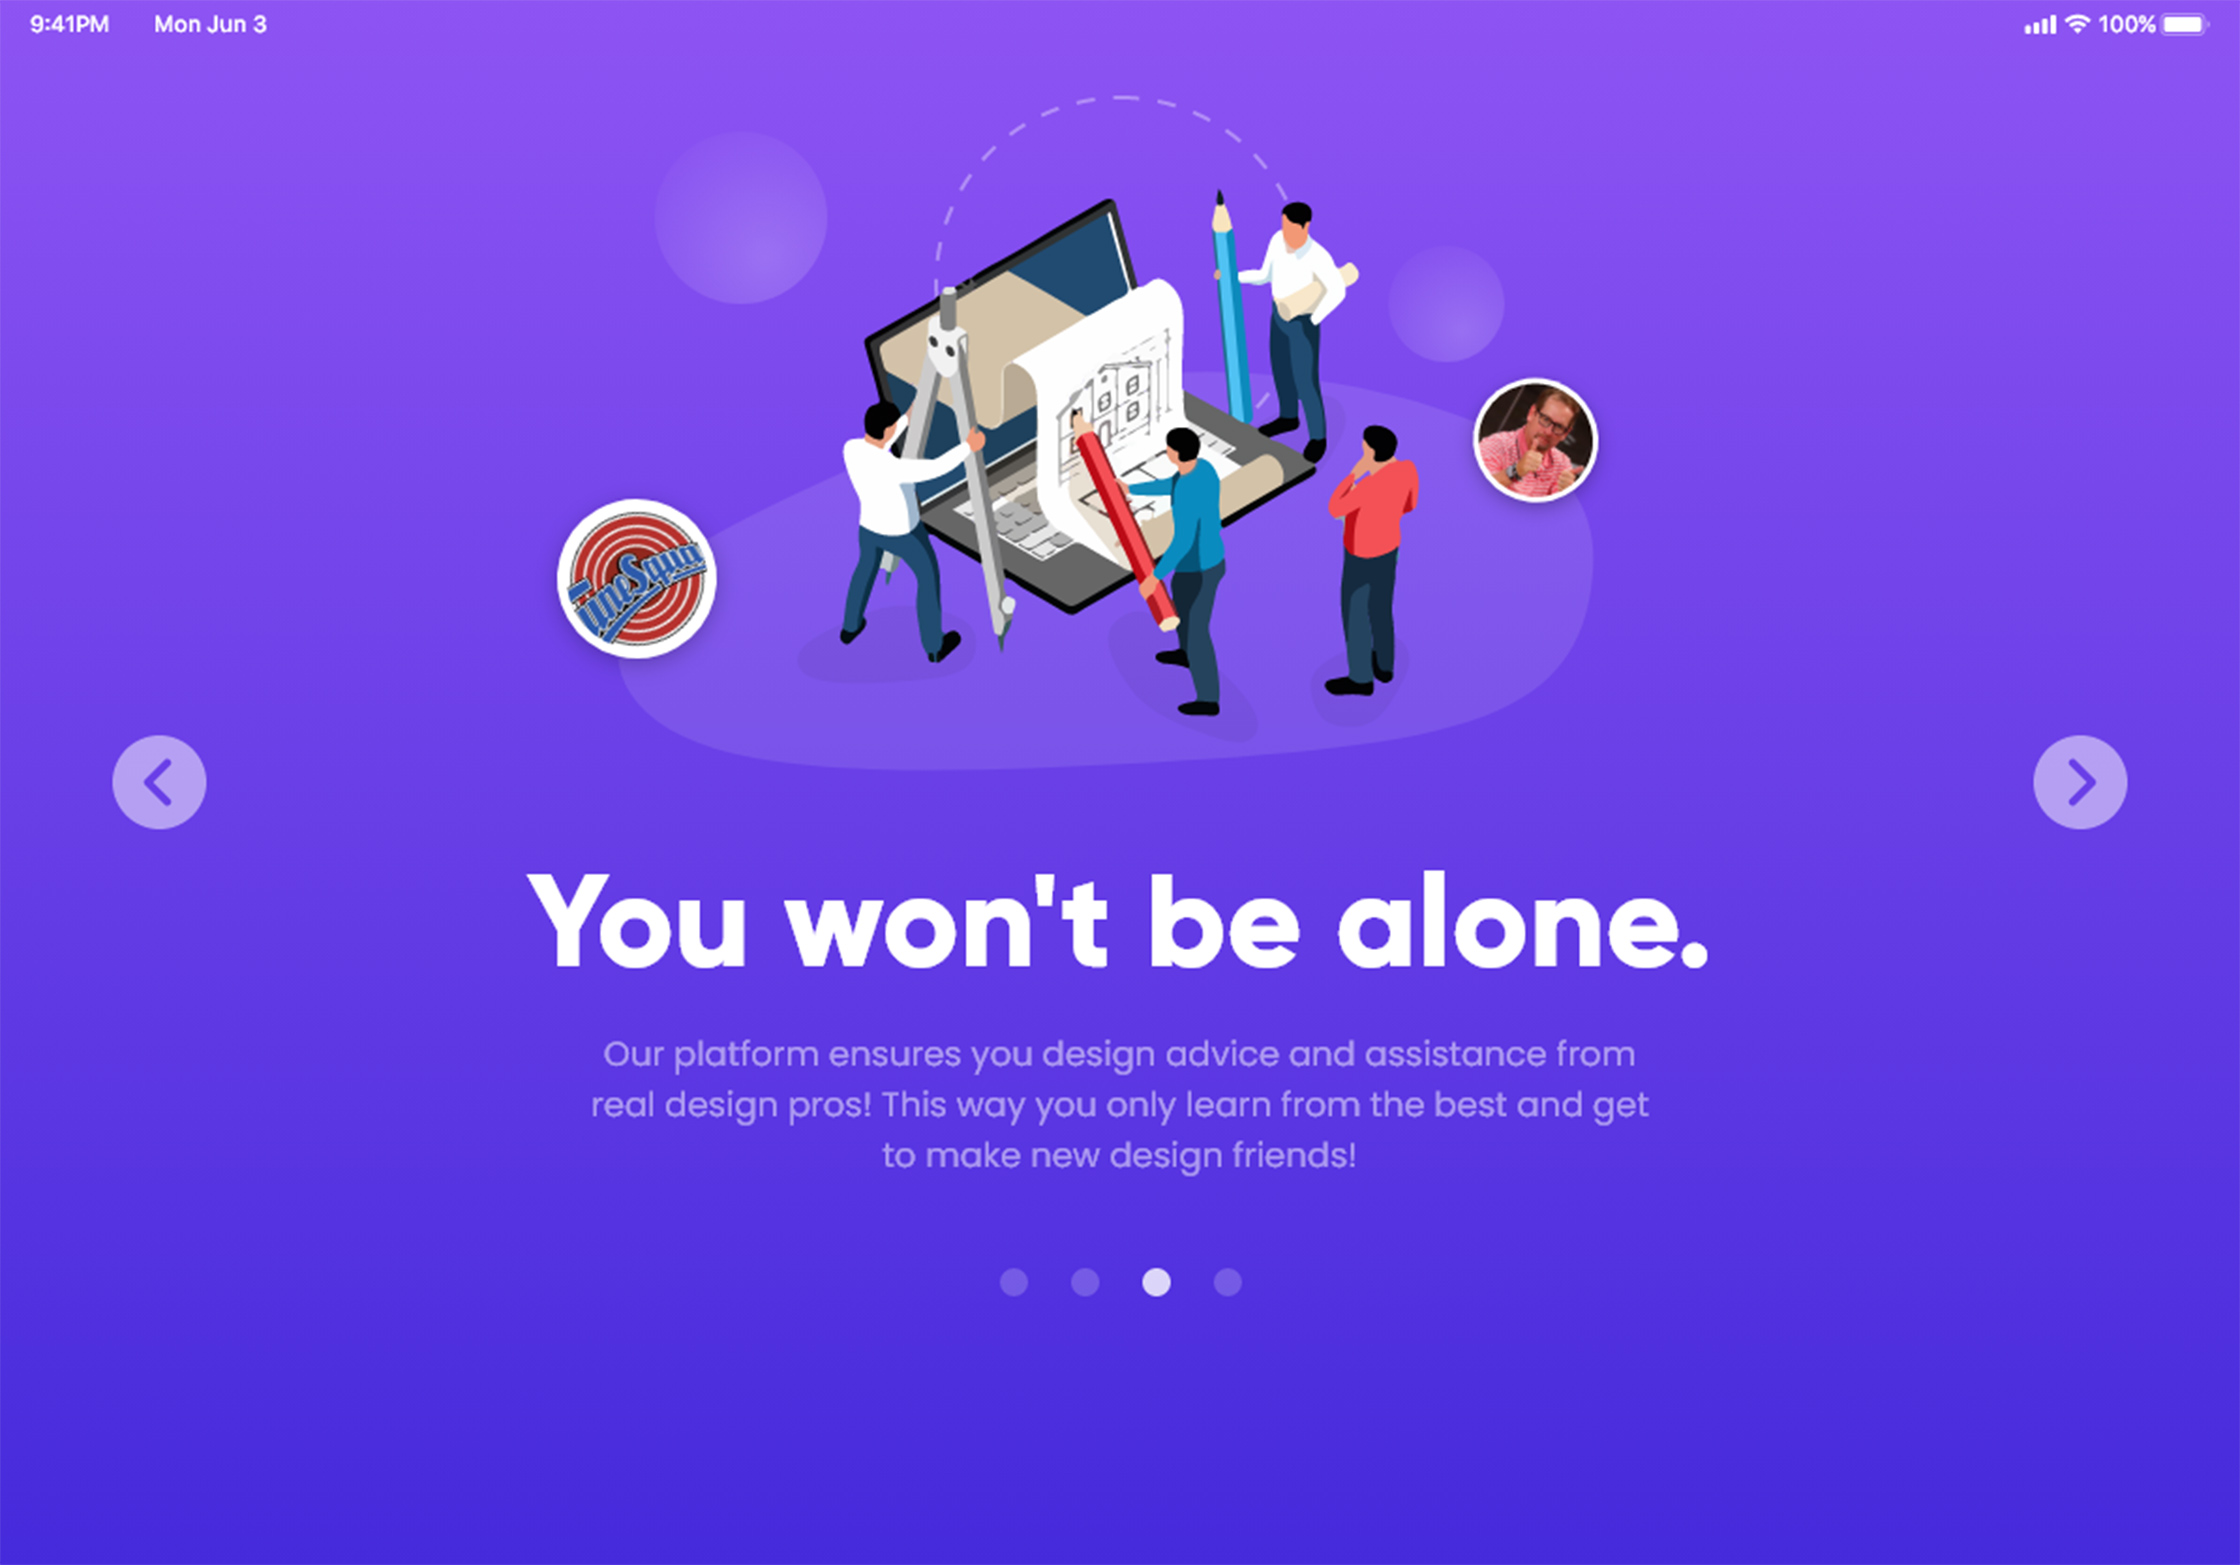 9:41PM Mon Jun 3
100%
You won't be alone.
Our platform ensures you design advice and assistance from
real design pros! This way you only learn from the best and get
to make new design friends!